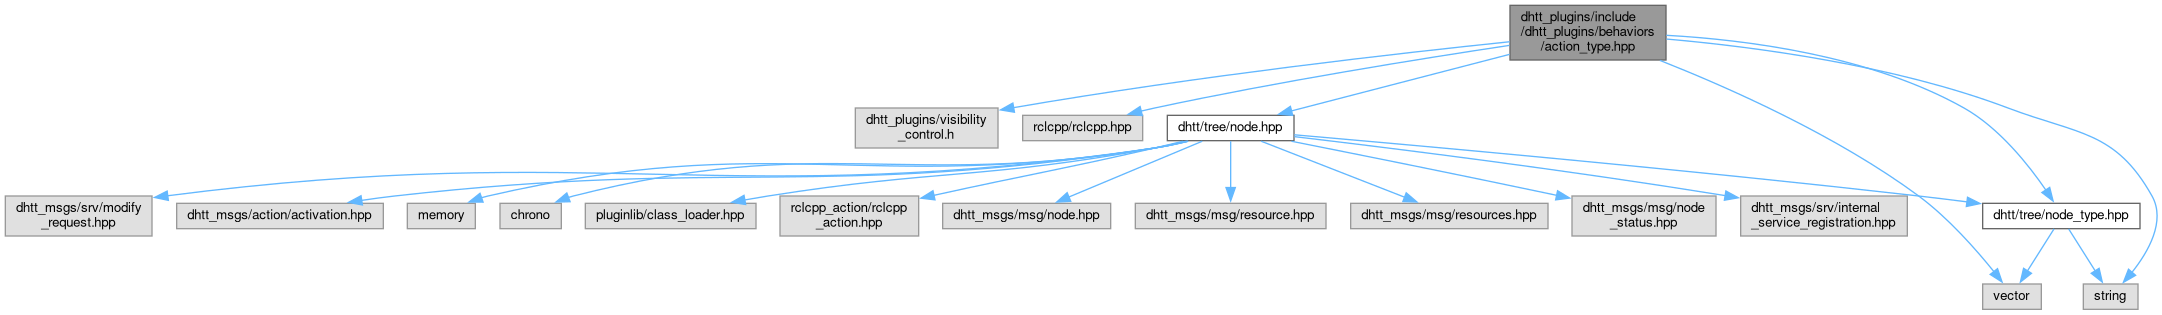 dhtt_plugins/include
/dhtt_plugins/behaviors
/action_type.hpp
dhtt_plugins/visibility
_control.h
rclcpp/rclcpp.hpp
dhtt/tree/node.hpp
dhtt_msgs/srv/modify
_request.hpp
dhtt_msgs/action/activation.hpp
memory
chrono
pluginlib/class_loader.hpp
rclcpp_action/rclcpp
_action.hpp
dhtt_msgs/msg/node.hpp
dhtt_msgs/msg/resource.hpp
dhtt_msgs/msg/resources.hpp
dhtt_msgs/msg/node
_status.hpp
dhtt_msgs/srv/internal
_service_registration.hpp
dhtt/tree/node_type.hpp
vector
string